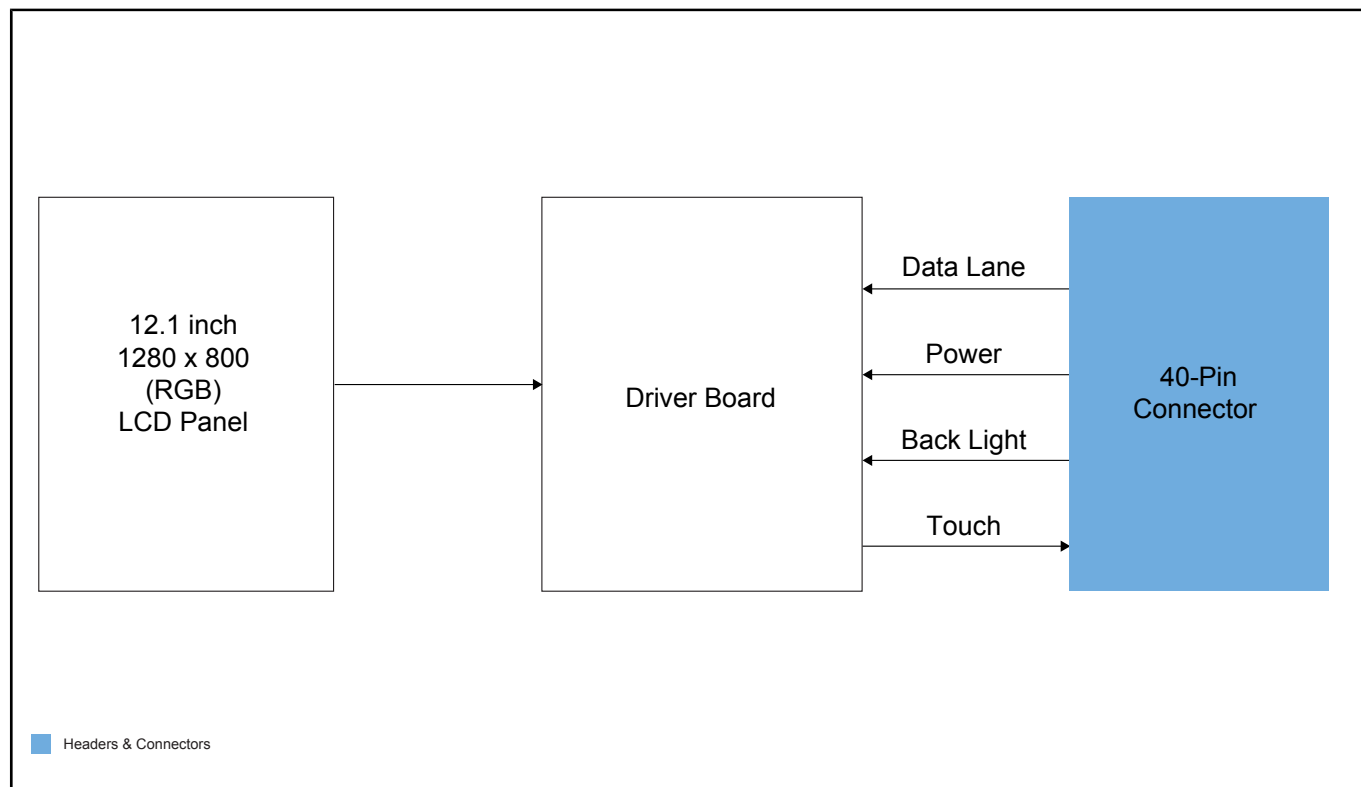 12.1 inch
1280 x 800
(RGB)
LCD Panel
Driver Board
Data Lane
Power
Back Light
Touch
40-Pin
Connector
Headers & Connectors